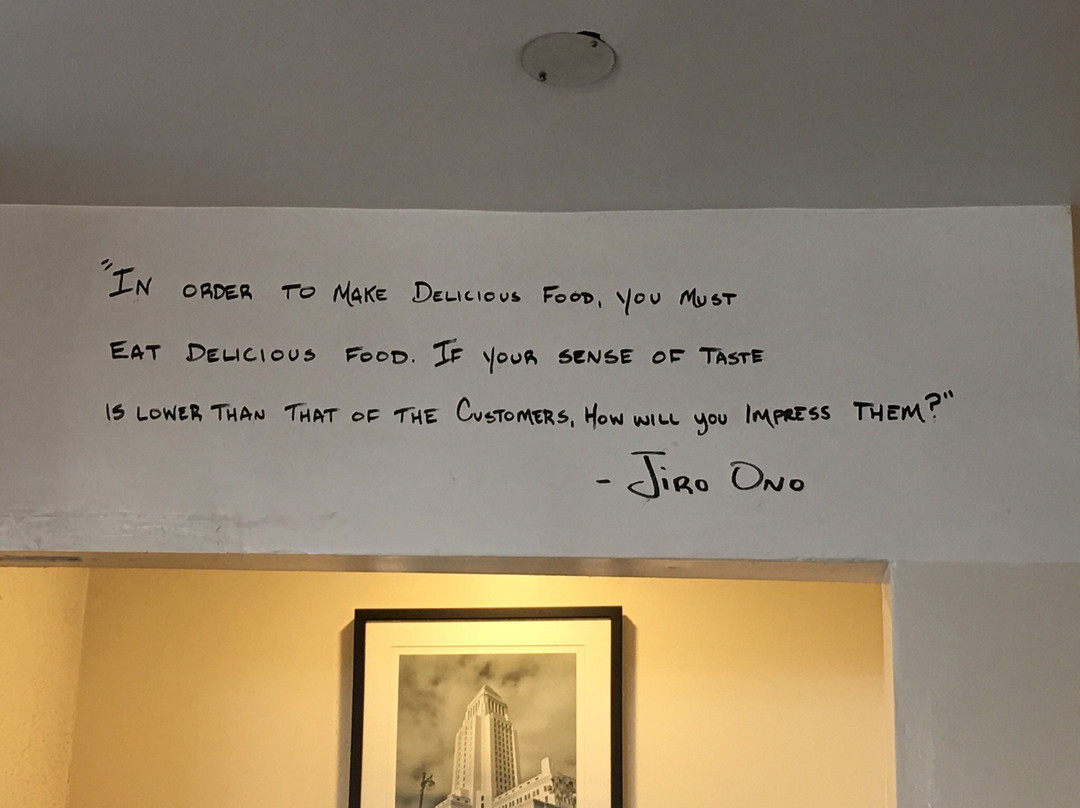 "In order to make Delicious Food, you must
Eat Delicious food. If your sense of taste
is lower than that of the Customers, How will you Impress them?"
- Jiro Ono